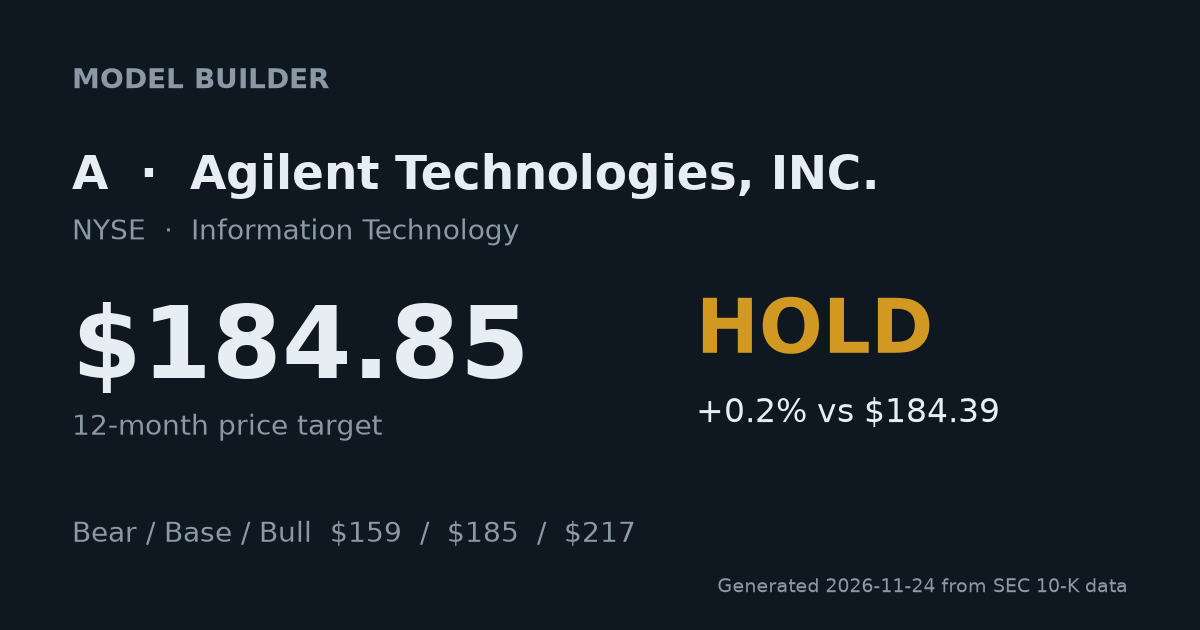 MODEL BUILDER
A · Agilent Technologies, INC.
NYSE · Information Technology
$184.85
12-month price target
HOLD
+0.2% vs $184.39
Bear / Base / Bull $159 / $185 / $217
Generated 2026-11-24 from SEC 10-K data